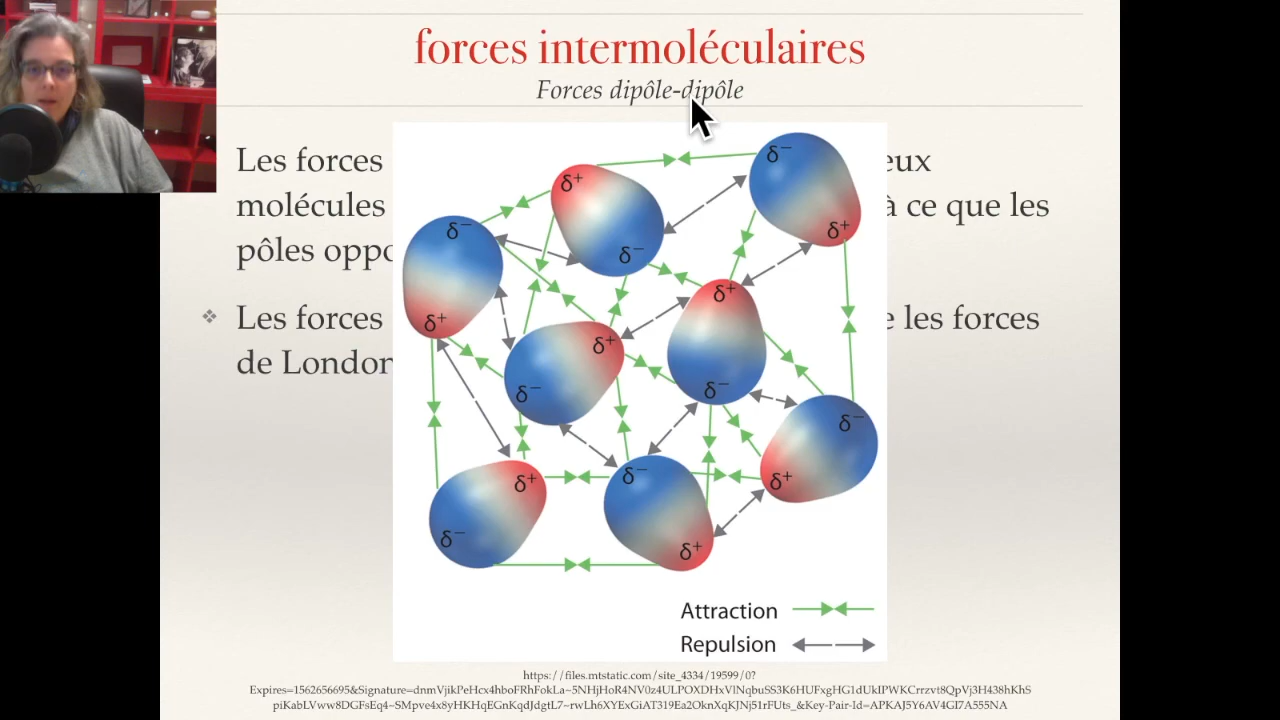 forces intermoléculaires
Forces dipôle-dipôle
Les forces eux
molécules à ce que les
pôles oppo
❖ Les forces e les forces
de London
δ⁺
δ⁻
δ⁻
δ⁺
δ⁻
δ⁺
δ⁻
δ⁺
δ⁺
δ⁻
δ⁻
δ⁻
δ⁺
δ⁺
δ⁻
δ⁺
δ⁻
δ⁺
Attraction
Repulsion
https://files.mtstatic.com/site_4334/19599/0?
Expires=1562656695&Signature=dnmVjikPeHcx4hboFRhFokLa~5NHjHoR4NV0z4ULPOXDHxVlNqbuSS3K6HUFxgHG1dUkIPWKCrrzvt8QpVj3H438hKhS
piKabLVww8DGFsEq4~SMpve4x8yHKHqEGnKqdJdgtL7~rwLh6XYExGiAT319Ea2OknXqKJNj51rFUts_&Key-Pair-Id=APKAJ5Y6AV4GI7A555NA